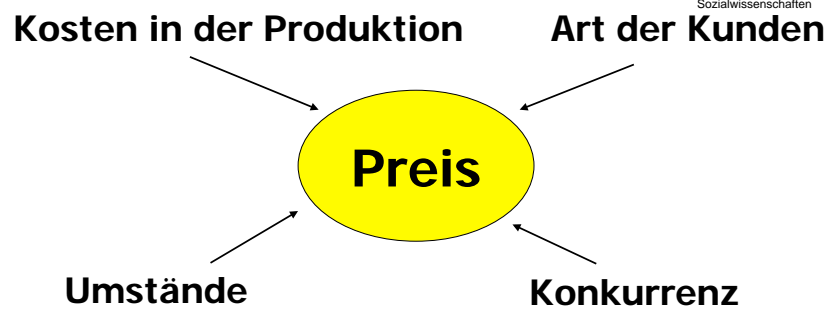 Sozialwissenschaften
Kosten in der Produktion
Art der Kunden
Preis
Umstände
Konkurrenz